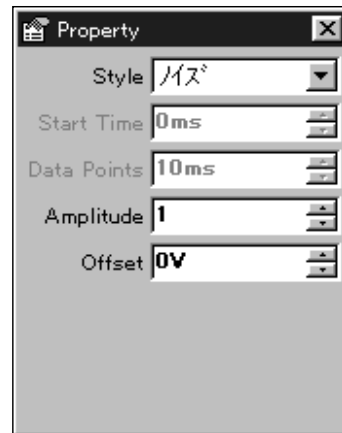 Property
Style ﾉｲｽﾞ
Start Time 0ms
Data Points 10ms
Amplitude 1
Offset 0V